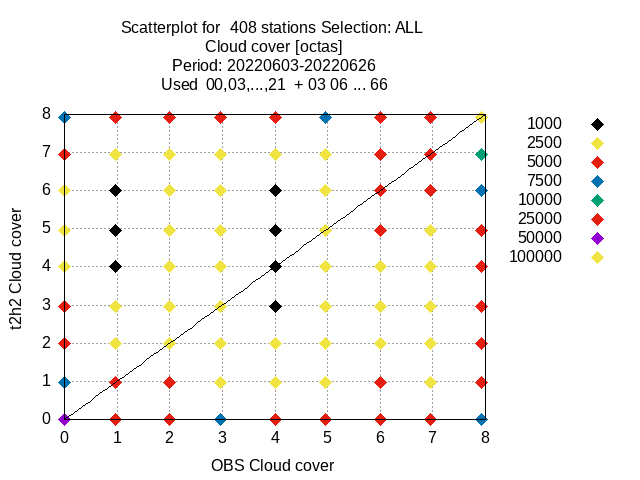 Scatterplot for  408 stations Selection: ALL
Cloud cover [octas]
Period: 20220603-20220626
Used  00,03,...,21  + 03 06 ... 66
8
7
6
5
4
3
2
1
0
0 1 2 3 4 5 6 7 8
t2h2 Cloud cover
OBS Cloud cover
1000
2500
5000
7500
10000
25000
50000
100000